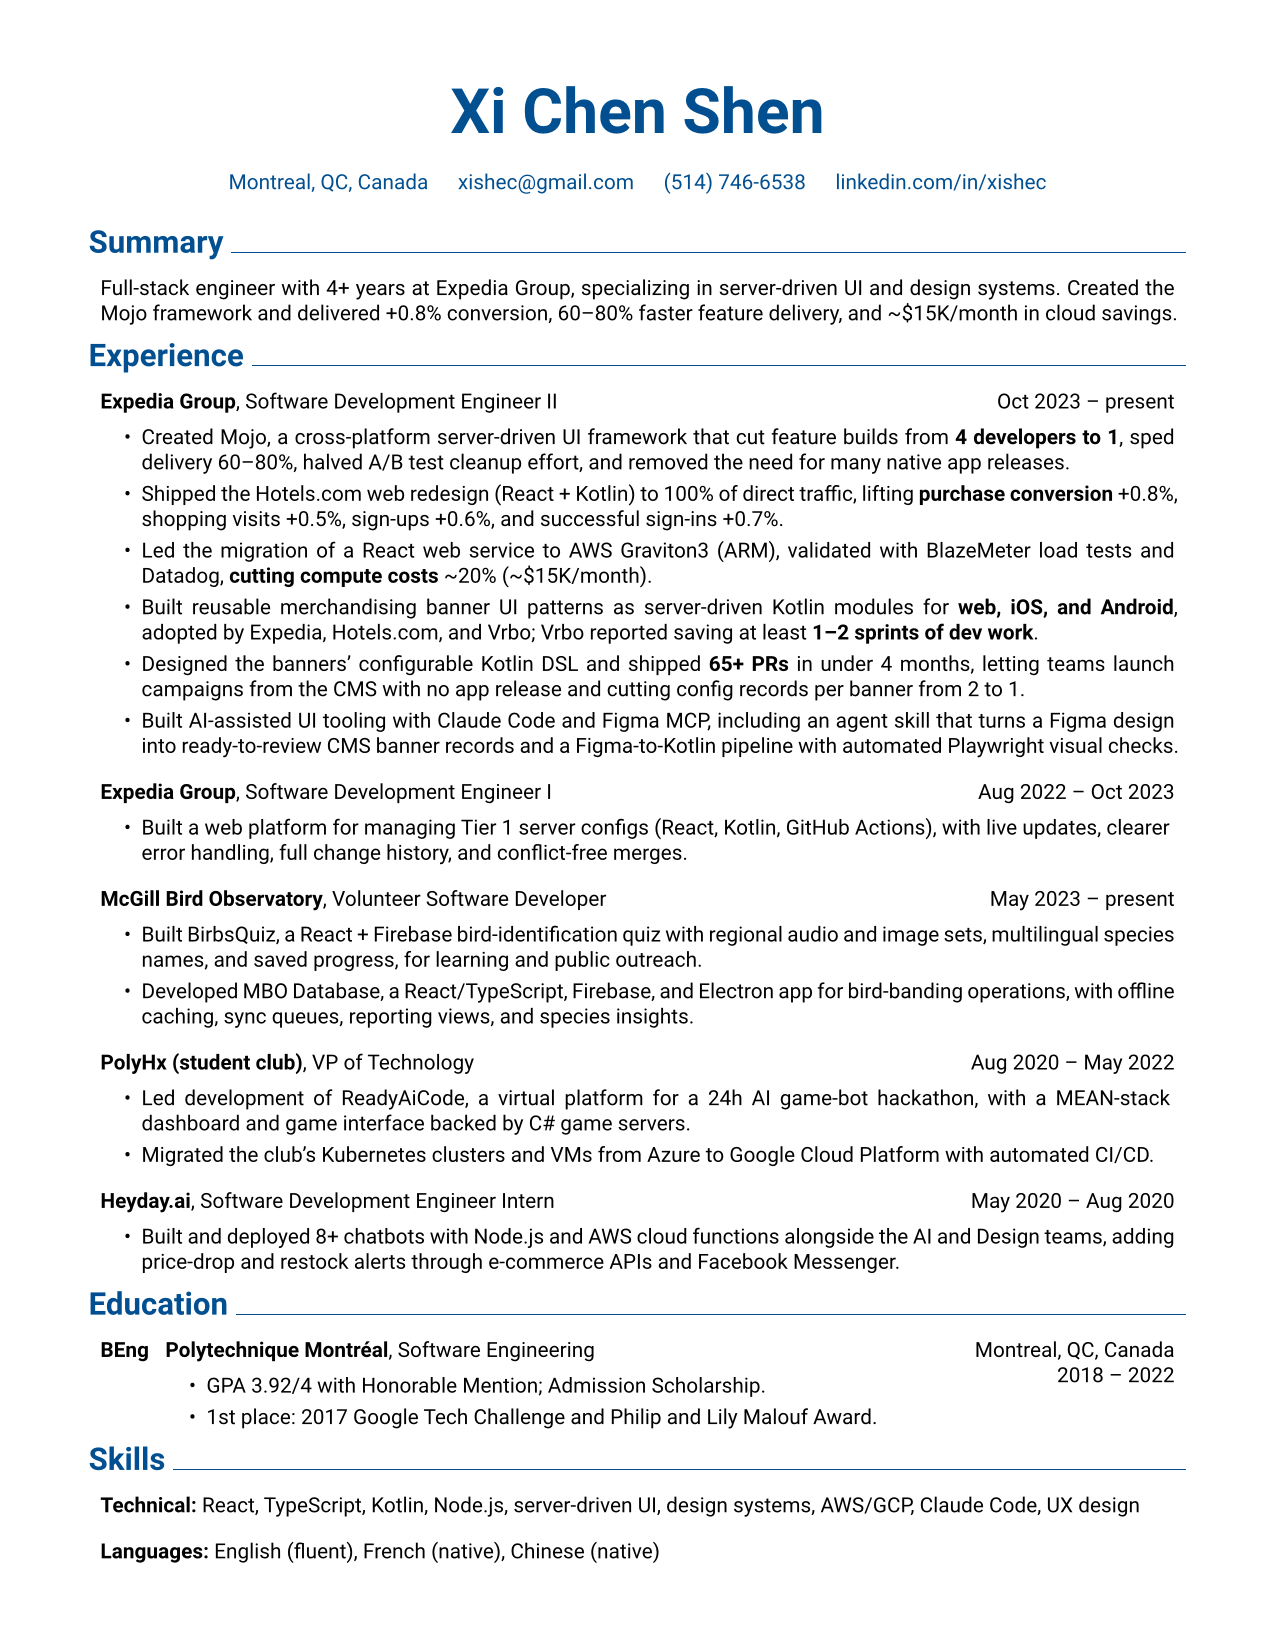 Xi Chen Shen
Montreal, QC, Canada xishec@gmail.com (514) 746-6538 linkedin.com/in/xishec
Summary
Full-stack engineer with 4+ years at Expedia Group, specializing in server-driven UI and design systems. Created the
Mojo framework and delivered +0.8% conversion, 60–80% faster feature delivery, and ~$15K/month in cloud savings.
Experience
Expedia Group, Software Development Engineer II Oct 2023 – present
• Created Mojo, a cross-platform server-driven UI framework that cut feature builds from 4 developers to 1, sped
delivery 60–80%, halved A/B test cleanup effort, and removed the need for many native app releases.
• Shipped the Hotels.com web redesign (React + Kotlin) to 100% of direct traffic, lifting purchase conversion +0.8%,
shopping visits +0.5%, sign-ups +0.6%, and successful sign-ins +0.7%.
• Led the migration of a React web service to AWS Graviton3 (ARM), validated with BlazeMeter load tests and
Datadog, cutting compute costs ~20% (~$15K/month).
• Built reusable merchandising banner UI patterns as server-driven Kotlin modules for web, iOS, and Android,
adopted by Expedia, Hotels.com, and Vrbo; Vrbo reported saving at least 1–2 sprints of dev work.
• Designed the banners’ configurable Kotlin DSL and shipped 65+ PRs in under 4 months, letting teams launch
campaigns from the CMS with no app release and cutting config records per banner from 2 to 1.
• Built AI-assisted UI tooling with Claude Code and Figma MCP, including an agent skill that turns a Figma design
into ready-to-review CMS banner records and a Figma-to-Kotlin pipeline with automated Playwright visual checks.
Expedia Group, Software Development Engineer I Aug 2022 – Oct 2023
• Built a web platform for managing Tier 1 server configs (React, Kotlin, GitHub Actions), with live updates, clearer
error handling, full change history, and conflict-free merges.
McGill Bird Observatory, Volunteer Software Developer May 2023 – present
• Built BirbsQuiz, a React + Firebase bird-identification quiz with regional audio and image sets, multilingual species
names, and saved progress, for learning and public outreach.
• Developed MBO Database, a React/TypeScript, Firebase, and Electron app for bird-banding operations, with offline
caching, sync queues, reporting views, and species insights.
PolyHx (student club), VP of Technology Aug 2020 – May 2022
• Led development of ReadyAiCode, a virtual platform for a 24h AI game-bot hackathon, with a MEAN-stack
dashboard and game interface backed by C# game servers.
• Migrated the club’s Kubernetes clusters and VMs from Azure to Google Cloud Platform with automated CI/CD.
Heyday.ai, Software Development Engineer Intern May 2020 – Aug 2020
• Built and deployed 8+ chatbots with Node.js and AWS cloud functions alongside the AI and Design teams, adding
price-drop and restock alerts through e-commerce APIs and Facebook Messenger.
Education
BEng Polytechnique Montréal, Software Engineering Montreal, QC, Canada
2018 – 2022
• GPA 3.92/4 with Honorable Mention; Admission Scholarship.
• 1st place: 2017 Google Tech Challenge and Philip and Lily Malouf Award.
Skills
Technical: React, TypeScript, Kotlin, Node.js, server-driven UI, design systems, AWS/GCP, Claude Code, UX design
Languages: English (fluent), French (native), Chinese (native)